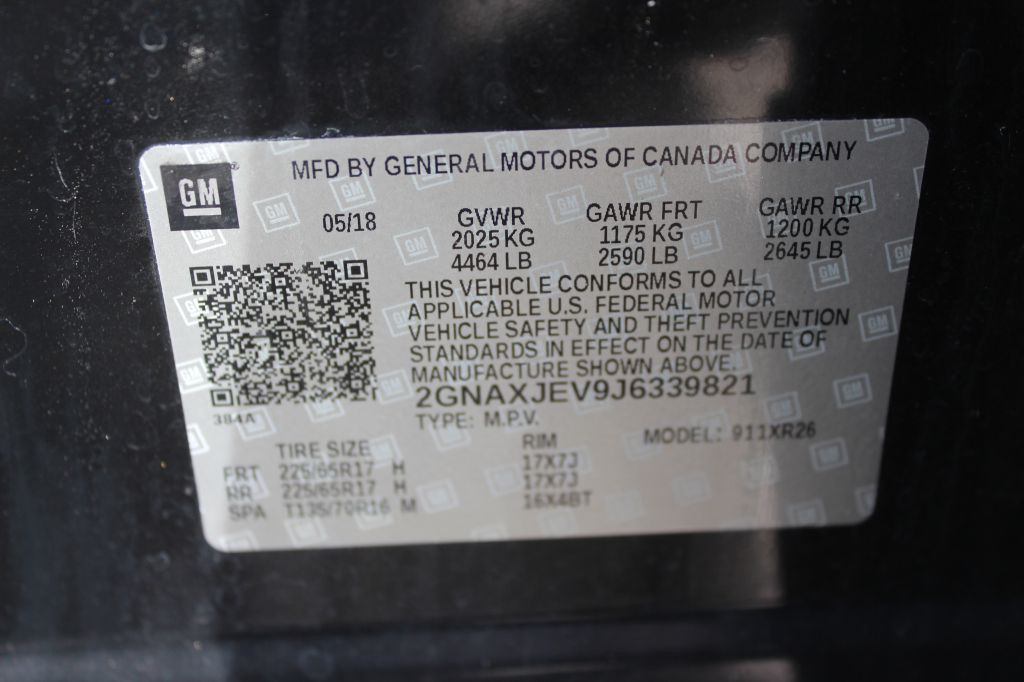 GM
MFD BY GENERAL MOTORS OF CANADA COMPANY
05/18
GVWR GAWR FRT GAWR RR
2025 KG 1175 KG 1200 KG
4464 LB 2590 LB 2645 LB
THIS VEHICLE CONFORMS TO ALL
APPLICABLE U.S. FEDERAL MOTOR
VEHICLE SAFETY AND THEFT PREVENTION
STANDARDS IN EFFECT ON THE DATE OF
MANUFACTURE SHOWN ABOVE.
2GNAXJEV9J6339821
384A
TYPE: M.P.V.
MODEL: 911XR26
TIRE SIZE RIM
FRT 225/65R17 H 17X7J
RR 225/65R17 H 17X7J
SPA T135/70R16 M 16X4BT